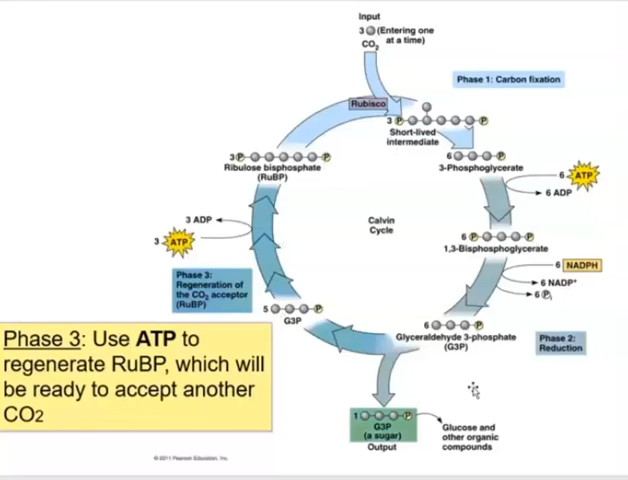 Input
3 (Entering one
at a time)
CO2
Phase 1: Carbon fixation
Rubisco
3 P P
Short-lived
intermediate
3 P P
Ribulose bisphosphate
(RuBP)
6 P
3-Phosphoglycerate
6 ATP
6 ADP
Calvin
Cycle
6 P P
1,3-Bisphosphoglycerate
6 NADPH
6 NADP+
6 Pi
6 P
Glyceraldehyde 3-phosphate
(G3P)
Phase 2:
Reduction
3 ADP
3 ATP
Phase 3:
Regeneration of
the CO2 acceptor
(RuBP)
5 P
G3P
Phase 3: Use ATP to
regenerate RuBP, which will
be ready to accept another
CO2
1 P
G3P
(a sugar)
Output
Glucose and
other organic
compounds
© 2011 Pearson Education, Inc.